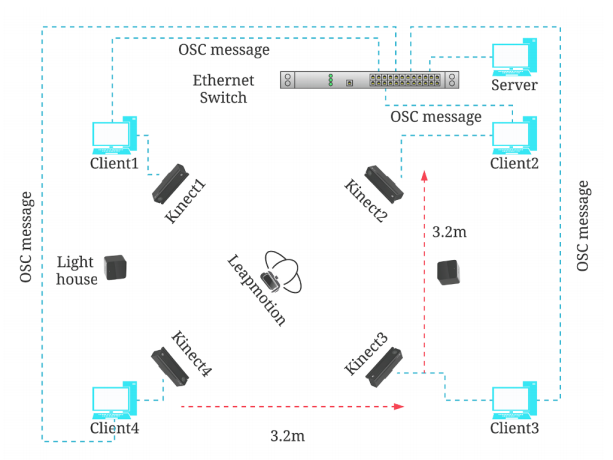 OSC message
Ethernet
Switch
Server
OSC message
Client1
Client2
Kinect1
Kinect2
OSC message
OSC message
3.2m
Light
house
Leapmotion
Kinect4
Kinect3
Client4
3.2m
Client3